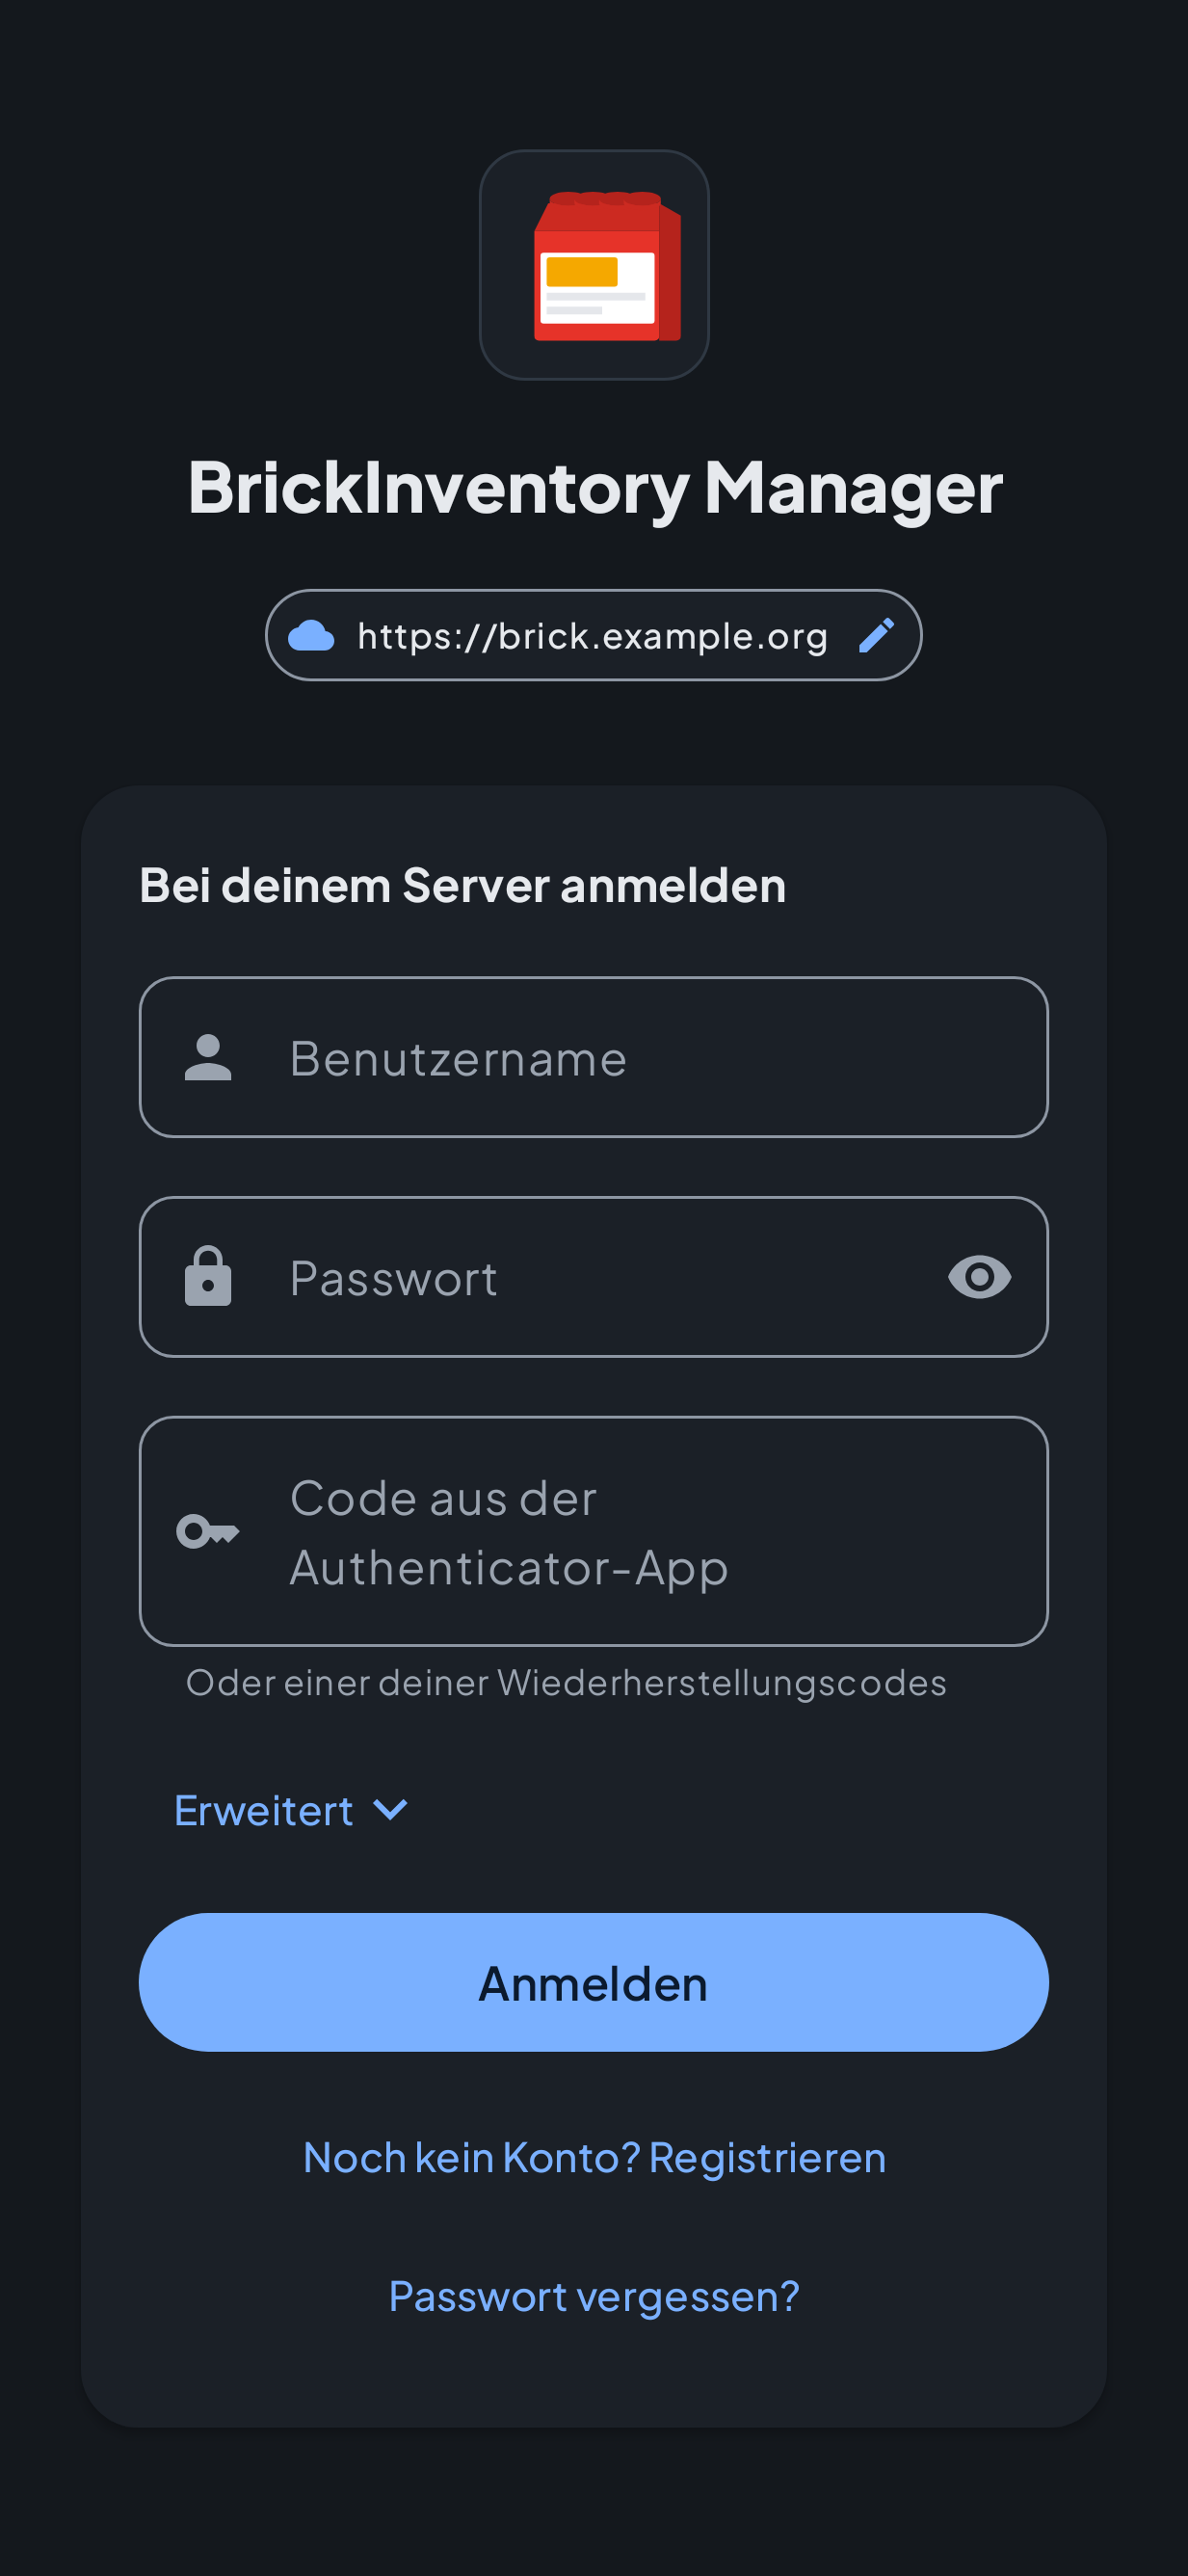 BrickInventory Manager
https://brick.example.org
Bei deinem Server anmelden
Benutzername
Passwort
Code aus der
Authenticator-App
Oder einer deiner Wiederherstellungscodes
Erweitert
Anmelden
Noch kein Konto? Registrieren
Passwort vergessen?